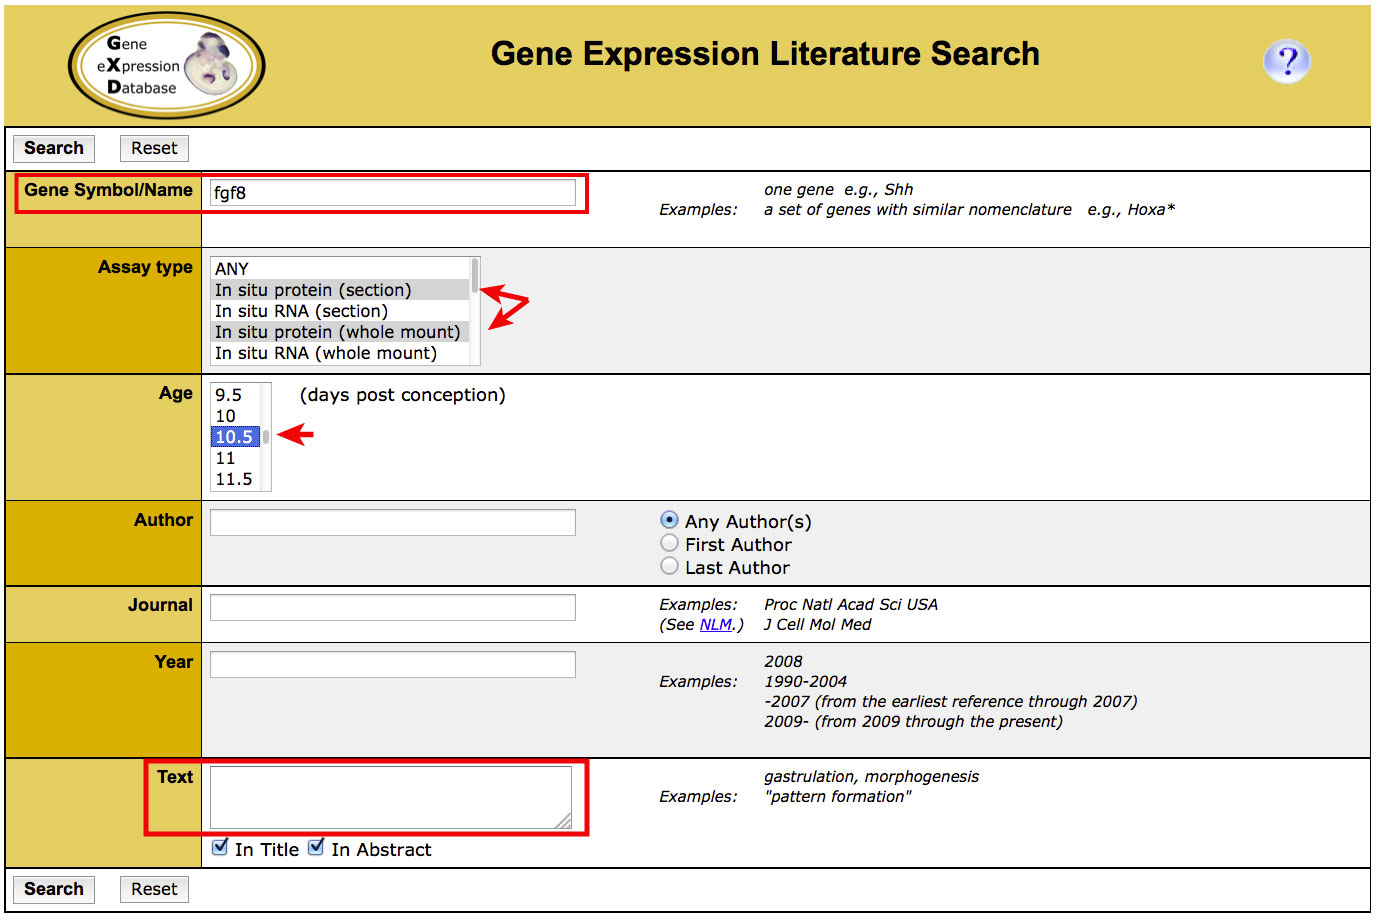 Gene
eXpression
Database
Gene Expression Literature Search
?
Search Reset
Gene Symbol/Name fgf8 one gene e.g., Shh
Examples: a set of genes with similar nomenclature e.g., Hoxa*
Assay type
ANY
In situ protein (section)
In situ RNA (section)
In situ protein (whole mount)
In situ RNA (whole mount)
Age 9.5 (days post conception)
10
10.5
11
11.5
Author Any Author(s)
First Author
Last Author
Journal Examples: Proc Natl Acad Sci USA
(See NLM.) J Cell Mol Med
Year 2008
Examples: 1990-2004
-2007 (from the earliest reference through 2007)
2009- (from 2009 through the present)
Text gastrulation, morphogenesis
Examples: "pattern formation"
In Title In Abstract
Search Reset